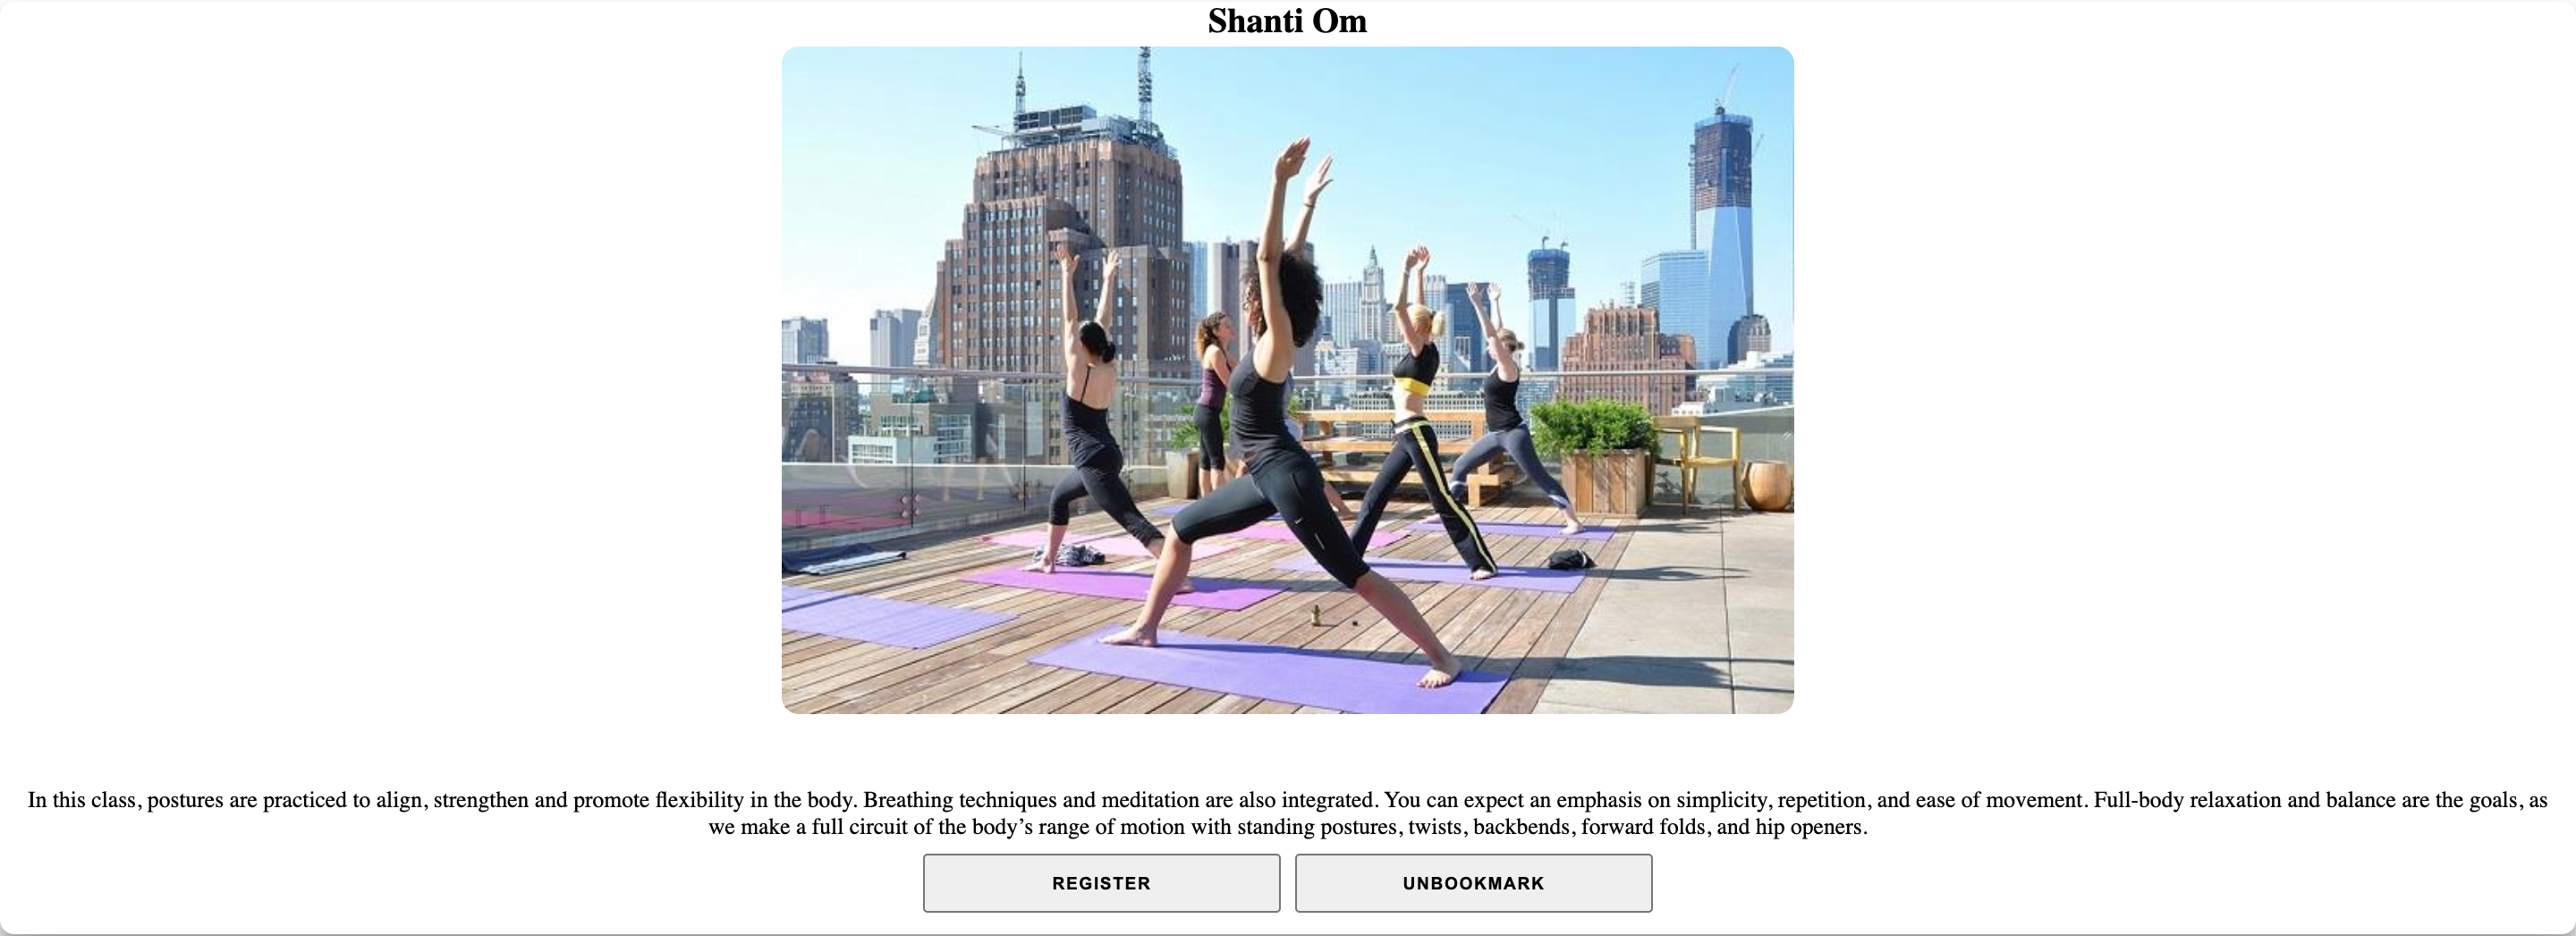 Shanti Om
In this class, postures are practiced to align, strengthen and promote flexibility in the body. Breathing techniques and meditation are also integrated. You can expect an emphasis on simplicity, repetition, and ease of movement. Full-body relaxation and balance are the goals, as
we make a full circuit of the body’s range of motion with standing postures, twists, backbends, forward folds, and hip openers.
REGISTER
UNBOOKMARK